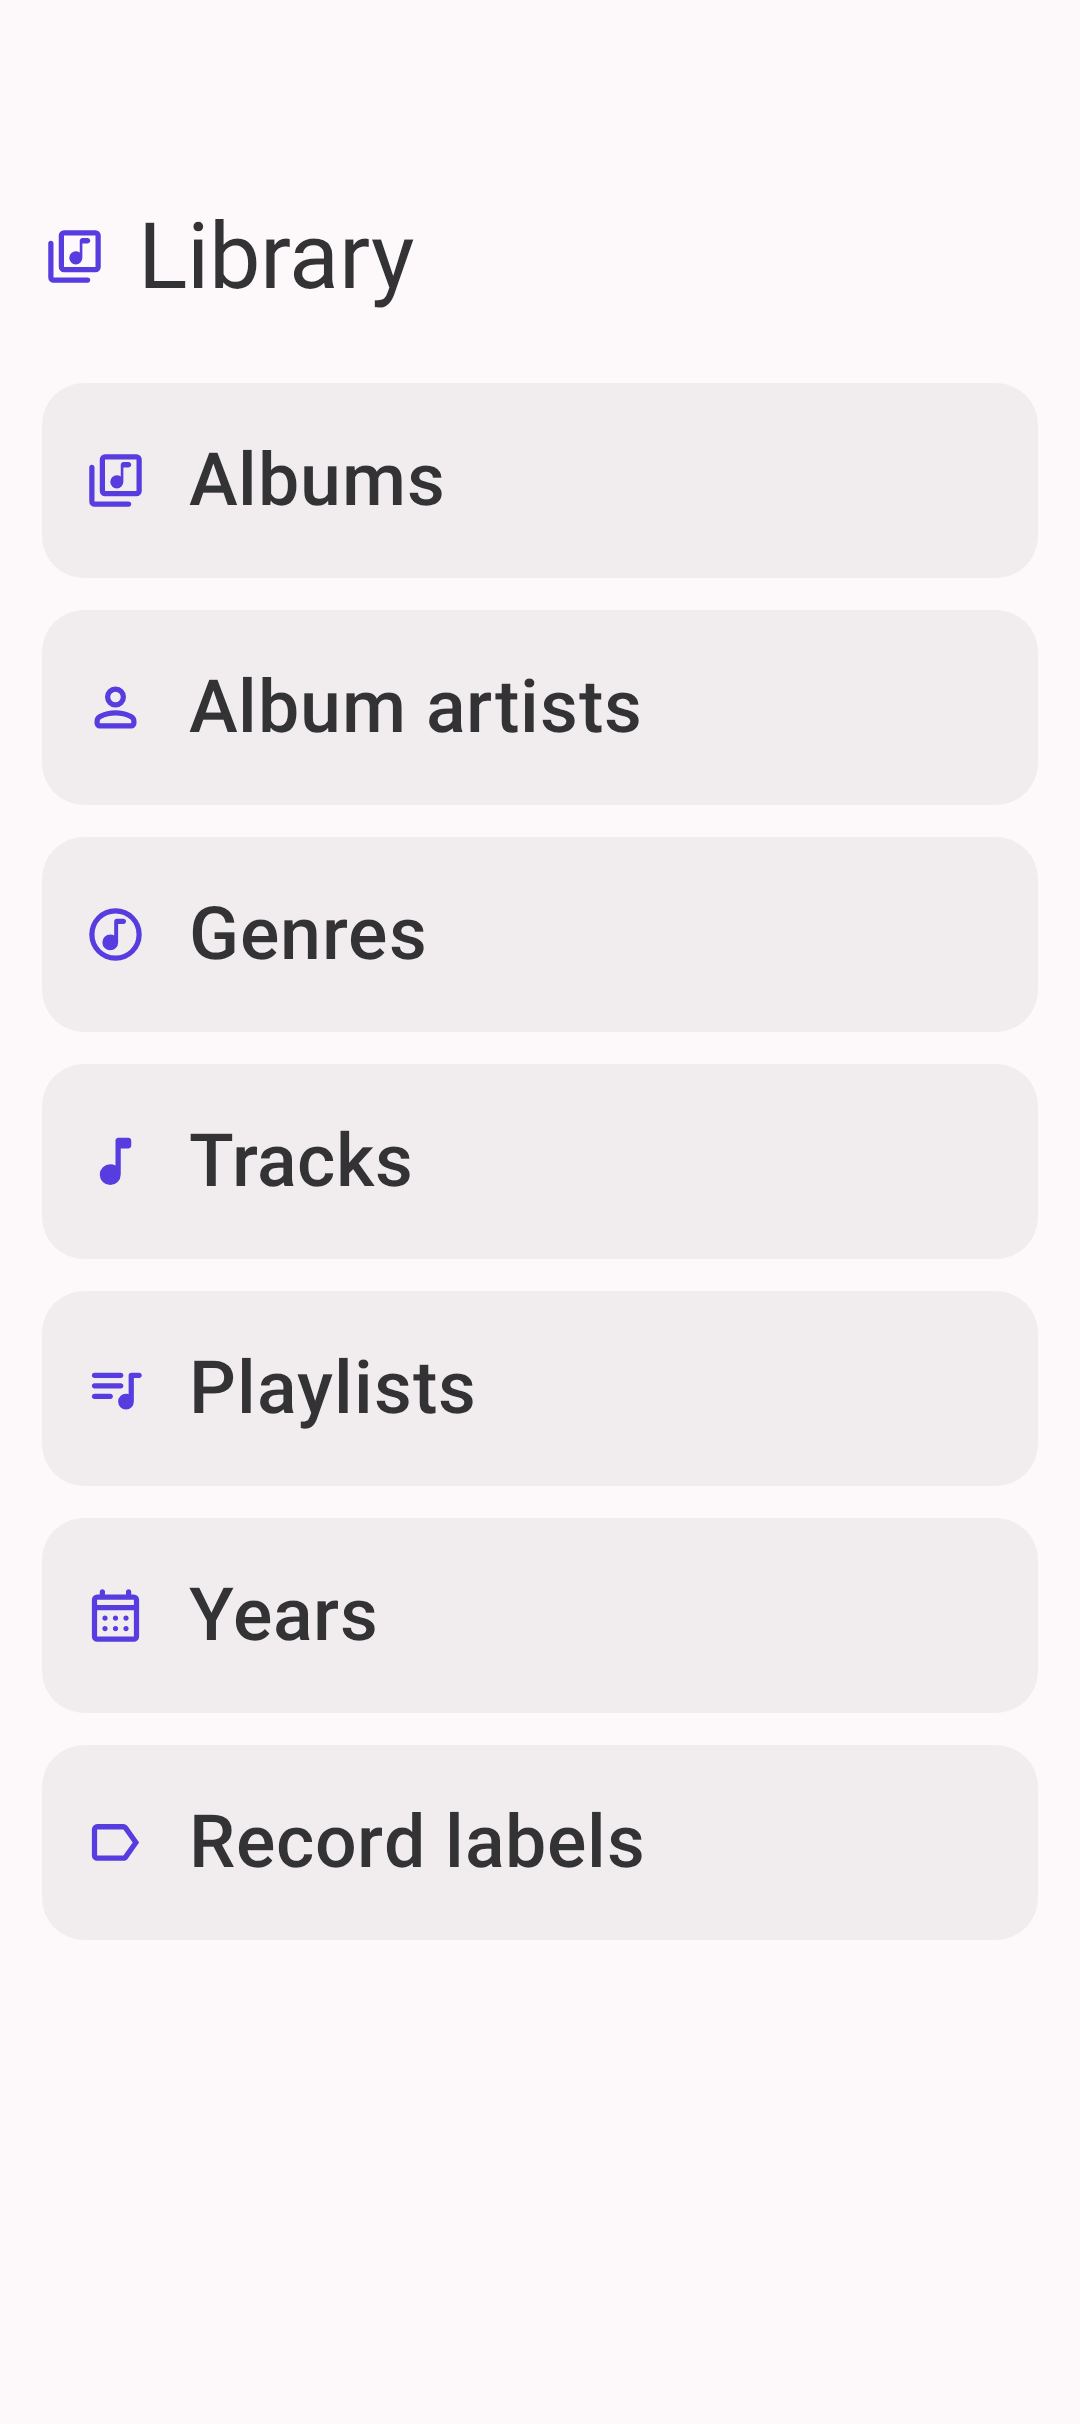 Library
Albums
Album artists
Genres
Tracks
Playlists
Years
Record labels